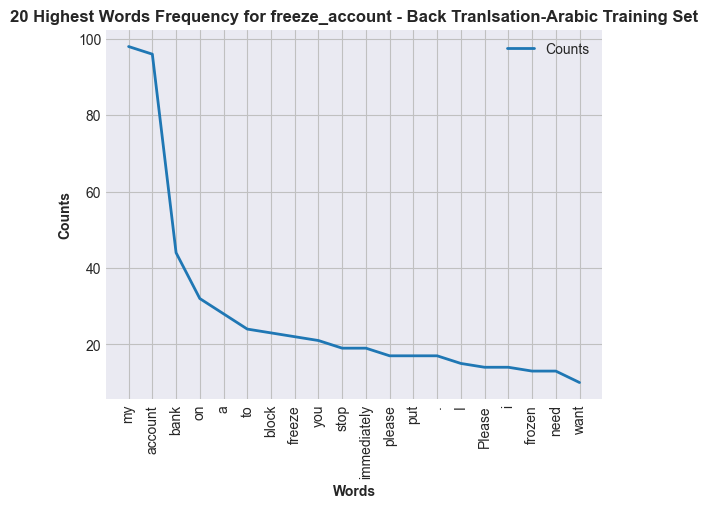 20 Highest Words Frequency for freeze_account - Back Tranlsation-Arabic Training Set
Counts
100
80
60
40
20
Counts
my
account
bank
on
a
to
block
freeze
you
stop
immediately
please
put
.
I
Please
i
frozen
need
want
Words